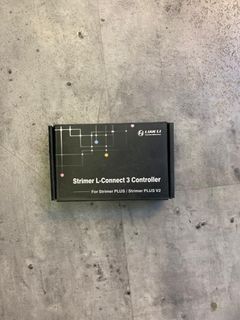 LIAN LI
Strimer L-Connect 3 Controller
For Strimer PLUS / Strimer PLUS V2